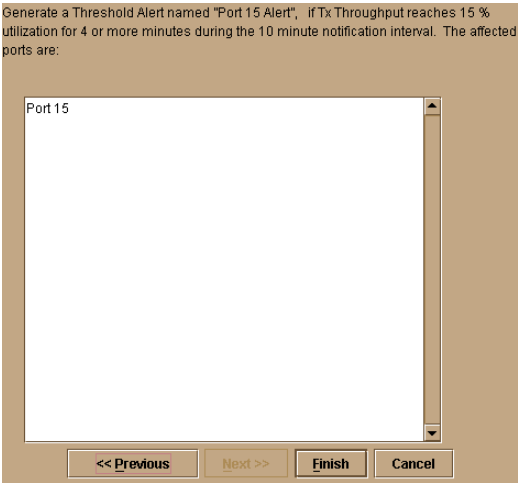 Generate a Threshold Alert named "Port 15 Alert",   if Tx Throughput reaches 15 %
utilization for 4 or more minutes during the 10 minute notification interval.  The affected
ports are:
Port 15
<< Previous
Next >>
Finish
Cancel